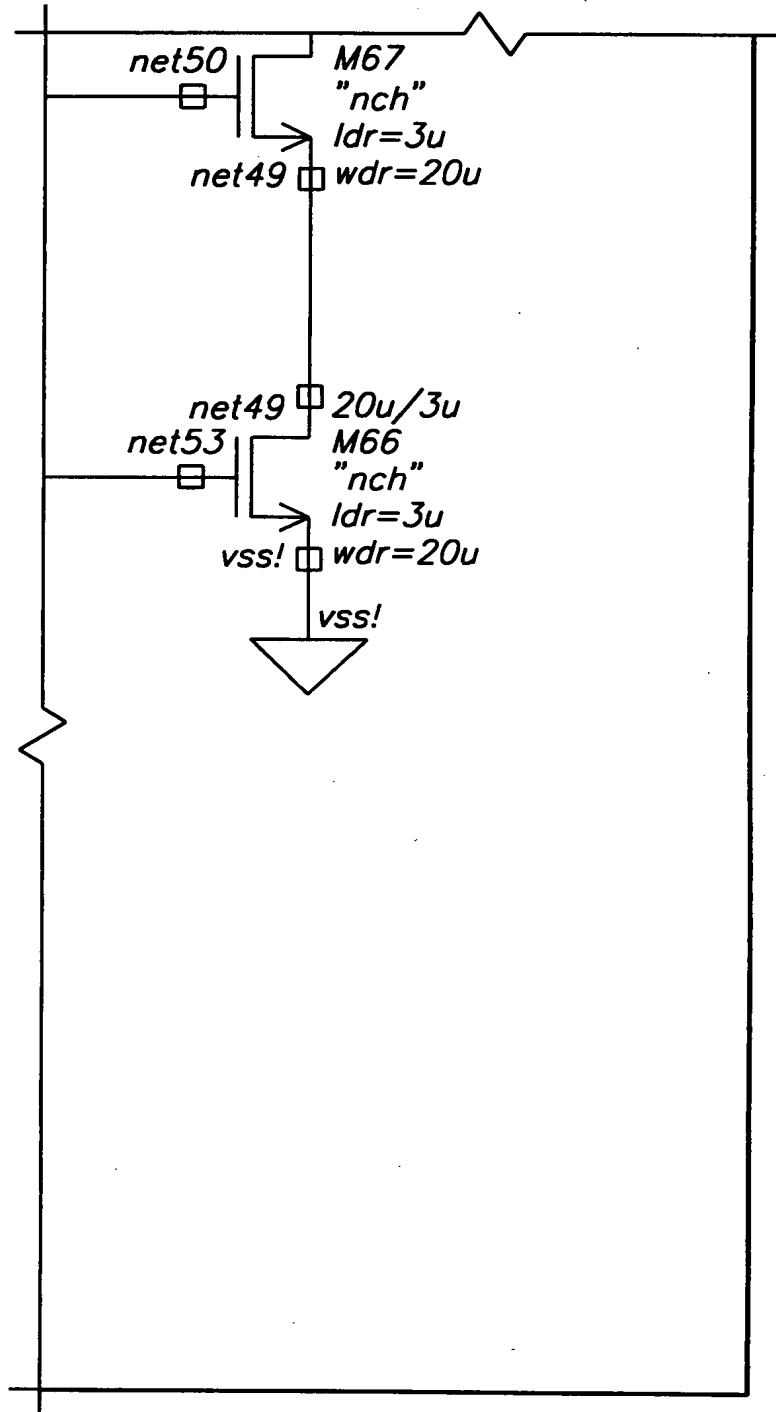 net50 M67
"nch"
ldr=3u
net49 wdr=20u
net49 20u/3u
net53 M66
"nch"
ldr=3u
vss! wdr=20u
vss!